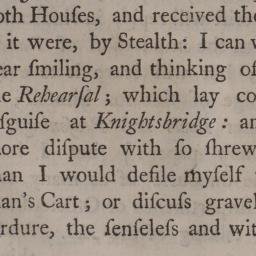 oth Houſes, and received the
it were, by Stealth: I can
ear ſmiling, and thinking of
e Rehearſal; which lay co
ſguiſe at Knightsbridge: an
ore diſpute with ſo ſhrew
an I would defile myſelf
an's Cart; or diſcuſs gravel
rdure, the ſenſeleſs and wit